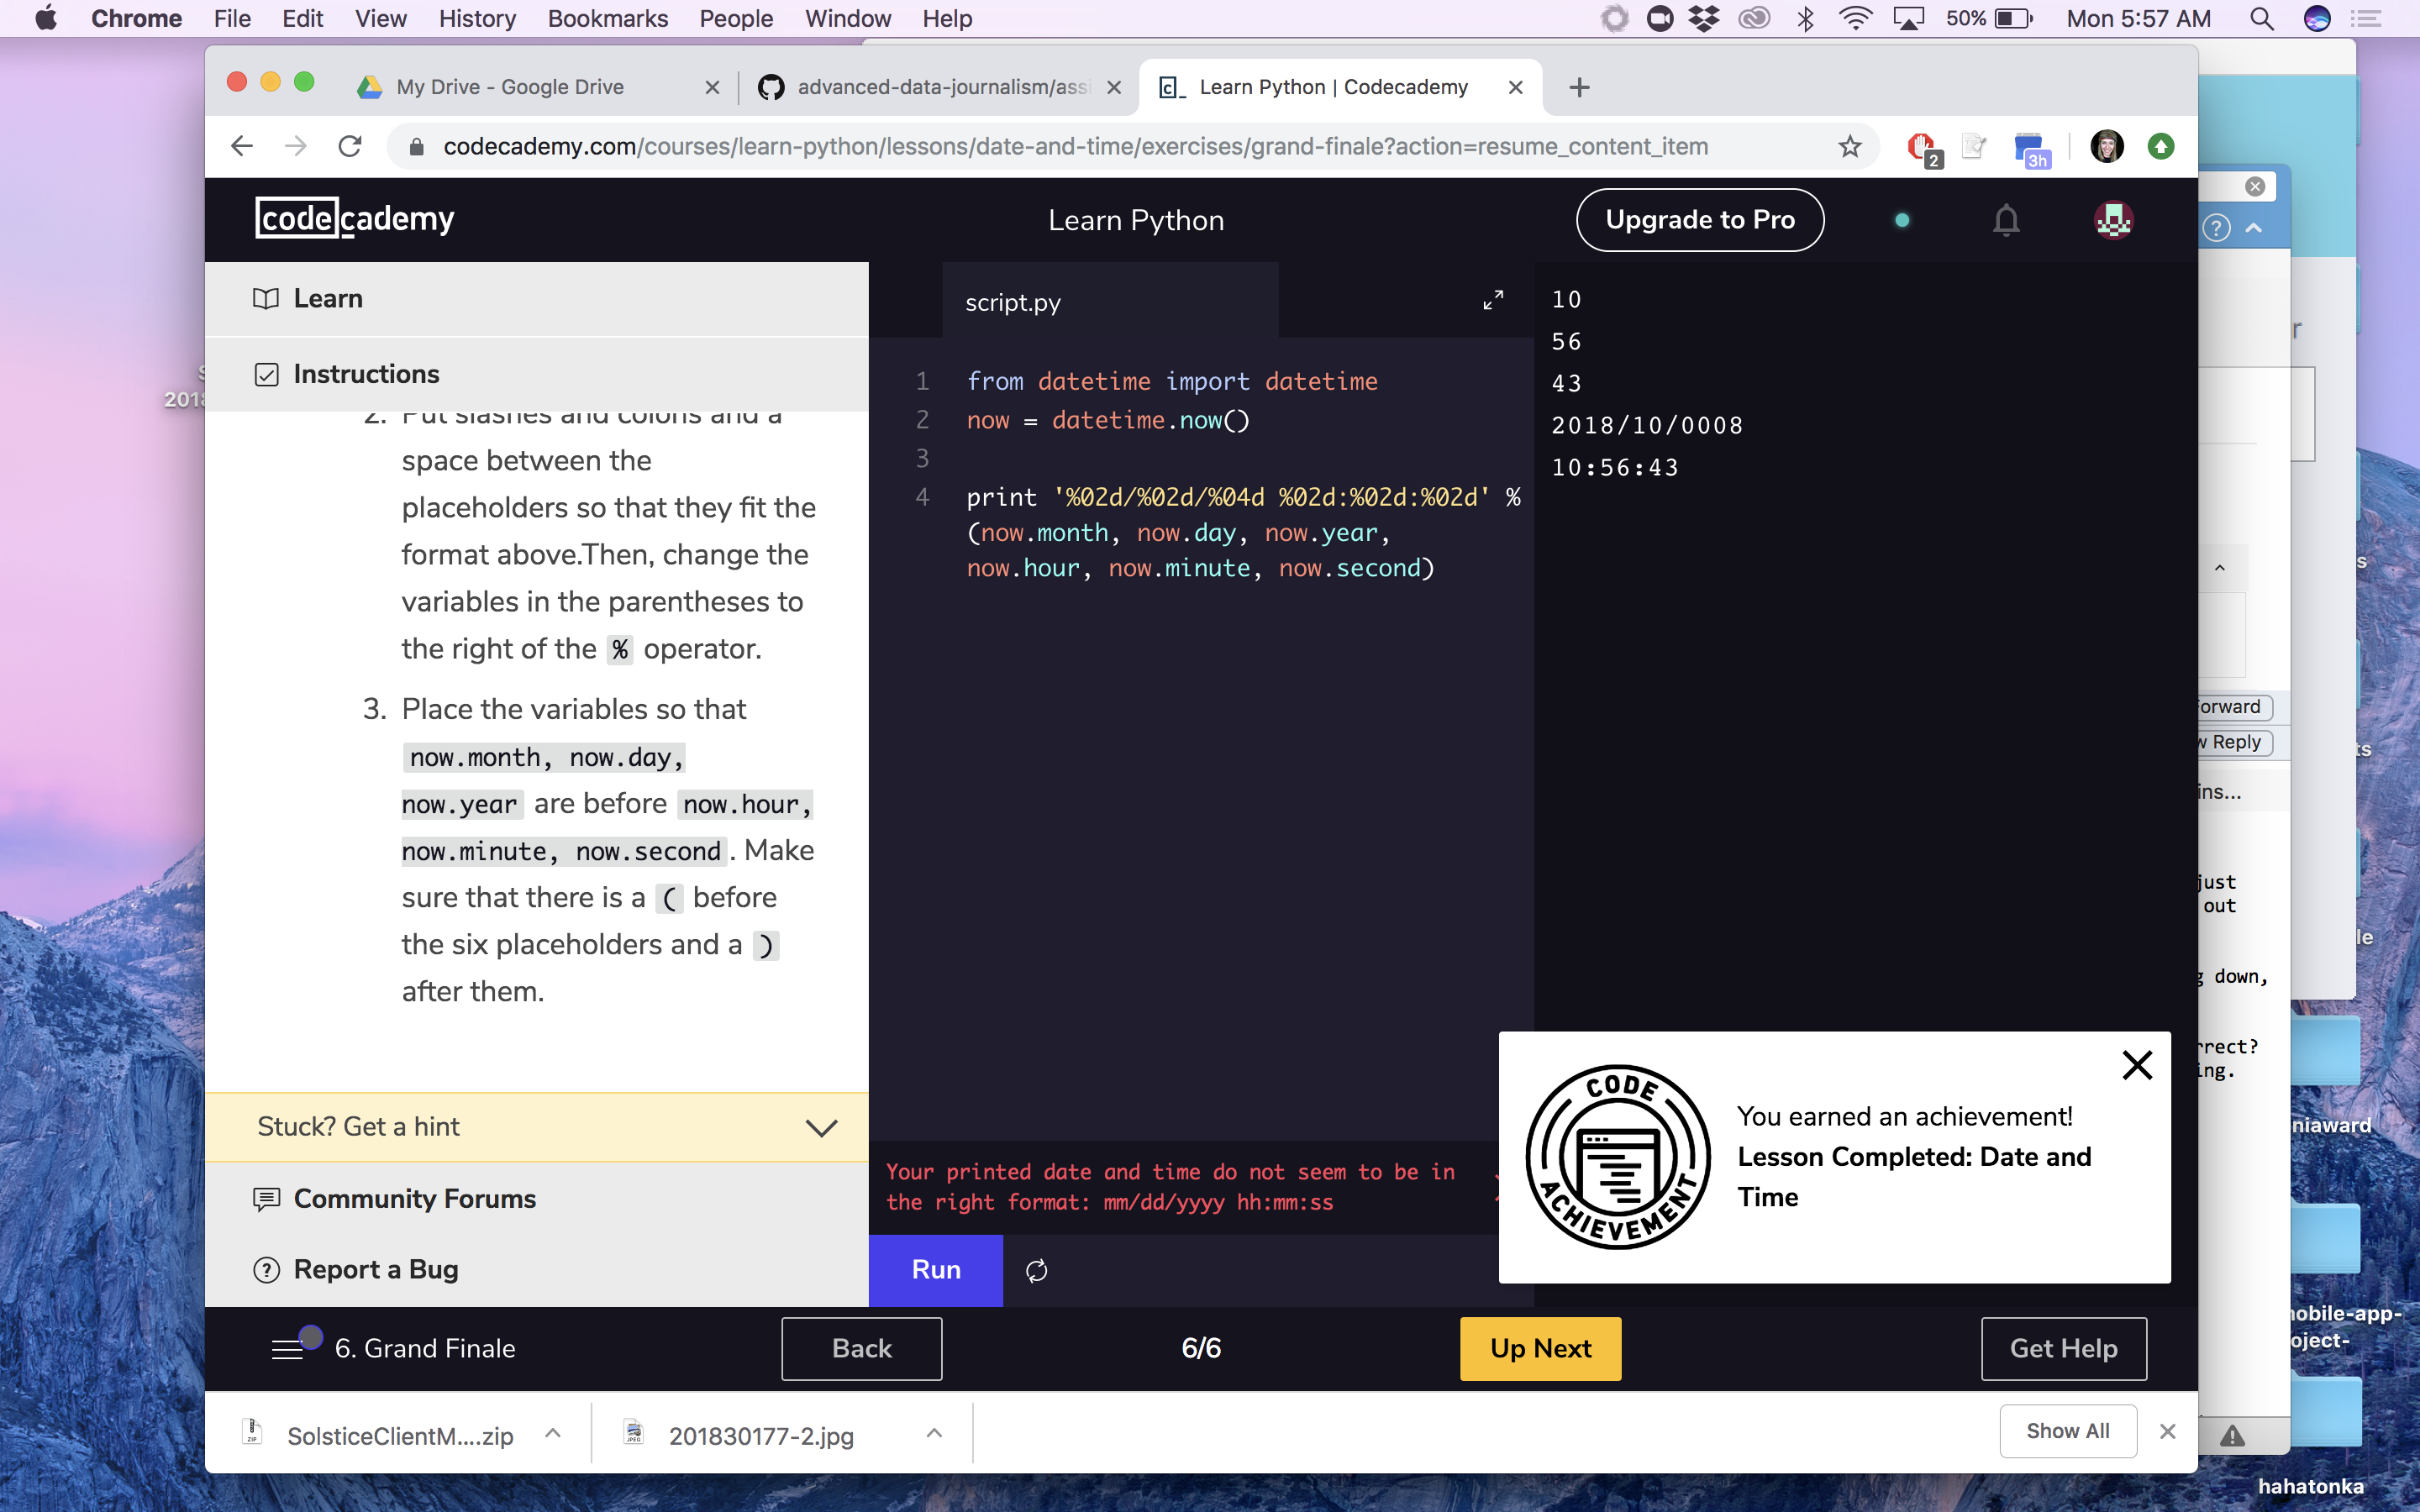 Chrome File Edit View History Bookmarks People Window Help 50% Mon 5:57 AM
My Drive - Google Drive
advanced-data-journalism/assi
Learn Python | Codecademy
codecademy.com/courses/learn-python/lessons/date-and-time/exercises/grand-finale?action=resume_content_item
2
3h
codecademy
Learn Python
Upgrade to Pro
Learn
Instructions
2. Put slashes and colons and a
space between the
placeholders so that they fit the
format above.Then, change the
variables in the parentheses to
the right of the % operator.
3. Place the variables so that
now.month, now.day,
now.year are before now.hour,
now.minute, now.second. Make
sure that there is a ( before
the six placeholders and a )
after them.
Stuck? Get a hint
Community Forums
Report a Bug
script.py
1 from datetime import datetime
2 now = datetime.now()
3
4 print '%02d/%02d/%04d %02d:%02d:%02d' %
(now.month, now.day, now.year,
now.hour, now.minute, now.second)
Your printed date and time do not seem to be in
the right format: mm/dd/yyyy hh:mm:ss
Run
10
56
43
2018/10/0008
10:56:43
CODE ACHIEVEMENT
You earned an achievement!
Lesson Completed: Date and
Time
6. Grand Finale
Back
6/6
Up Next
Get Help
SolsticeClientM....zip
ZIP
201830177-2.jpg
JPEG
Show All
2018
orward
w Reply
ins...
just
out
g down,
rrect?
ing.
niaward
mobile-app-
oject-
hahatonka